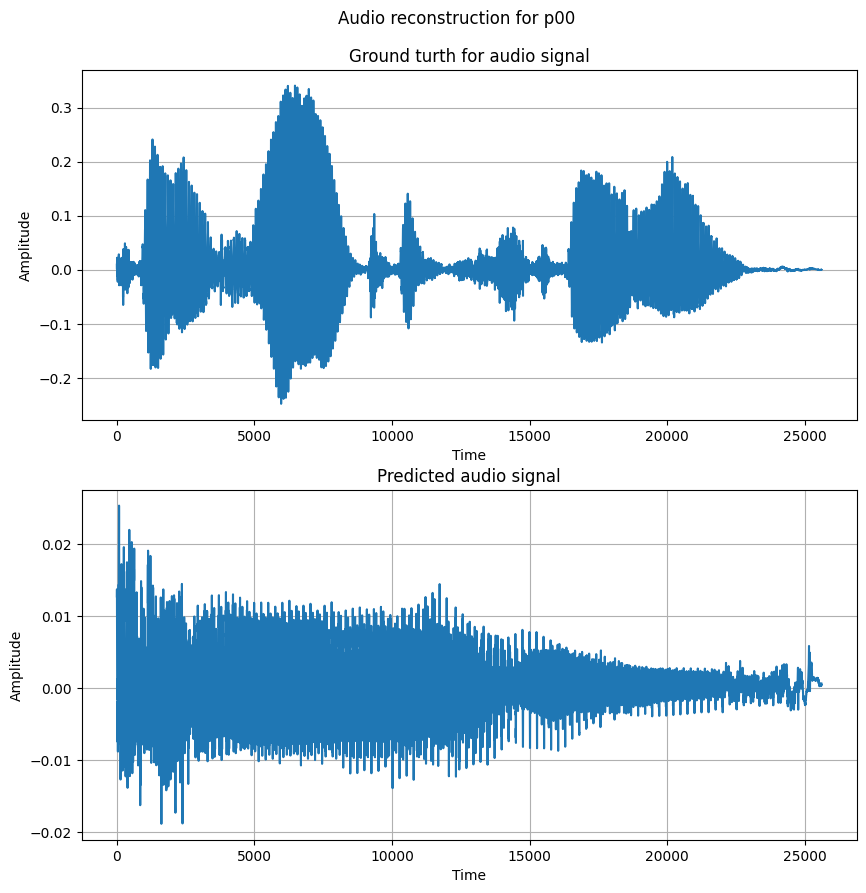 Audio reconstruction for p00
Ground turth for audio signal
0.3
0.2
0.1
0.0
−0.1
−0.2
Amplitude
0 5000 10000 15000 20000 25000
Time
Predicted audio signal
0.02
0.01
0.00
−0.01
−0.02
Amplitude
0 5000 10000 15000 20000 25000
Time